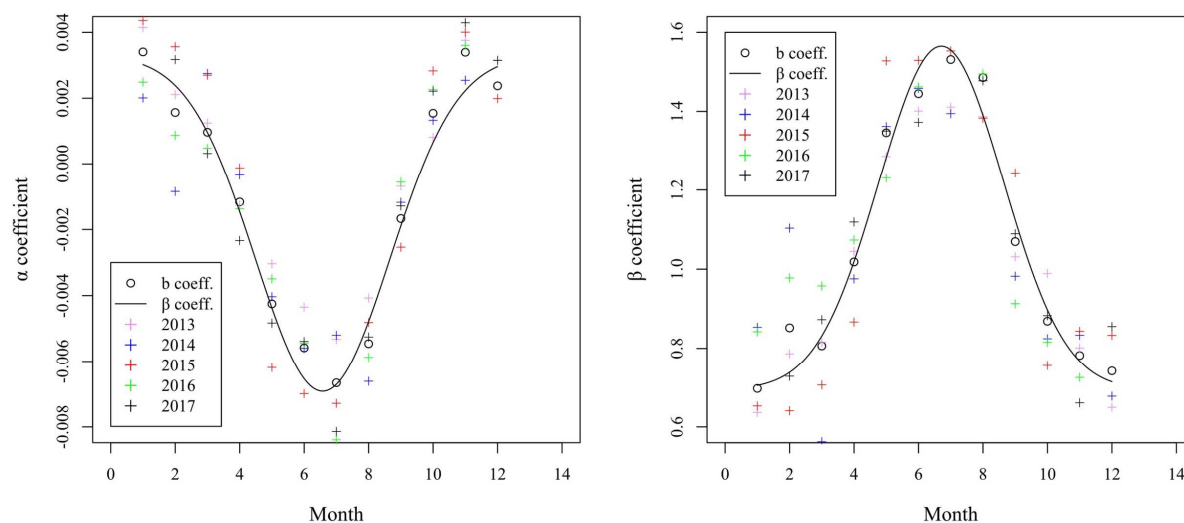 0.004
0.002
0.000
-0.002
-0.004
-0.006
-0.008
α coefficient
b coeff.
β coeff.
2013
2014
2015
2016
2017
0 2 4 6 8 10 12 14
Month
1.6
1.4
1.2
1.0
0.8
0.6
β coefficient
b coeff.
β coeff.
2013
2014
2015
2016
2017
0 2 4 6 8 10 12 14
Month